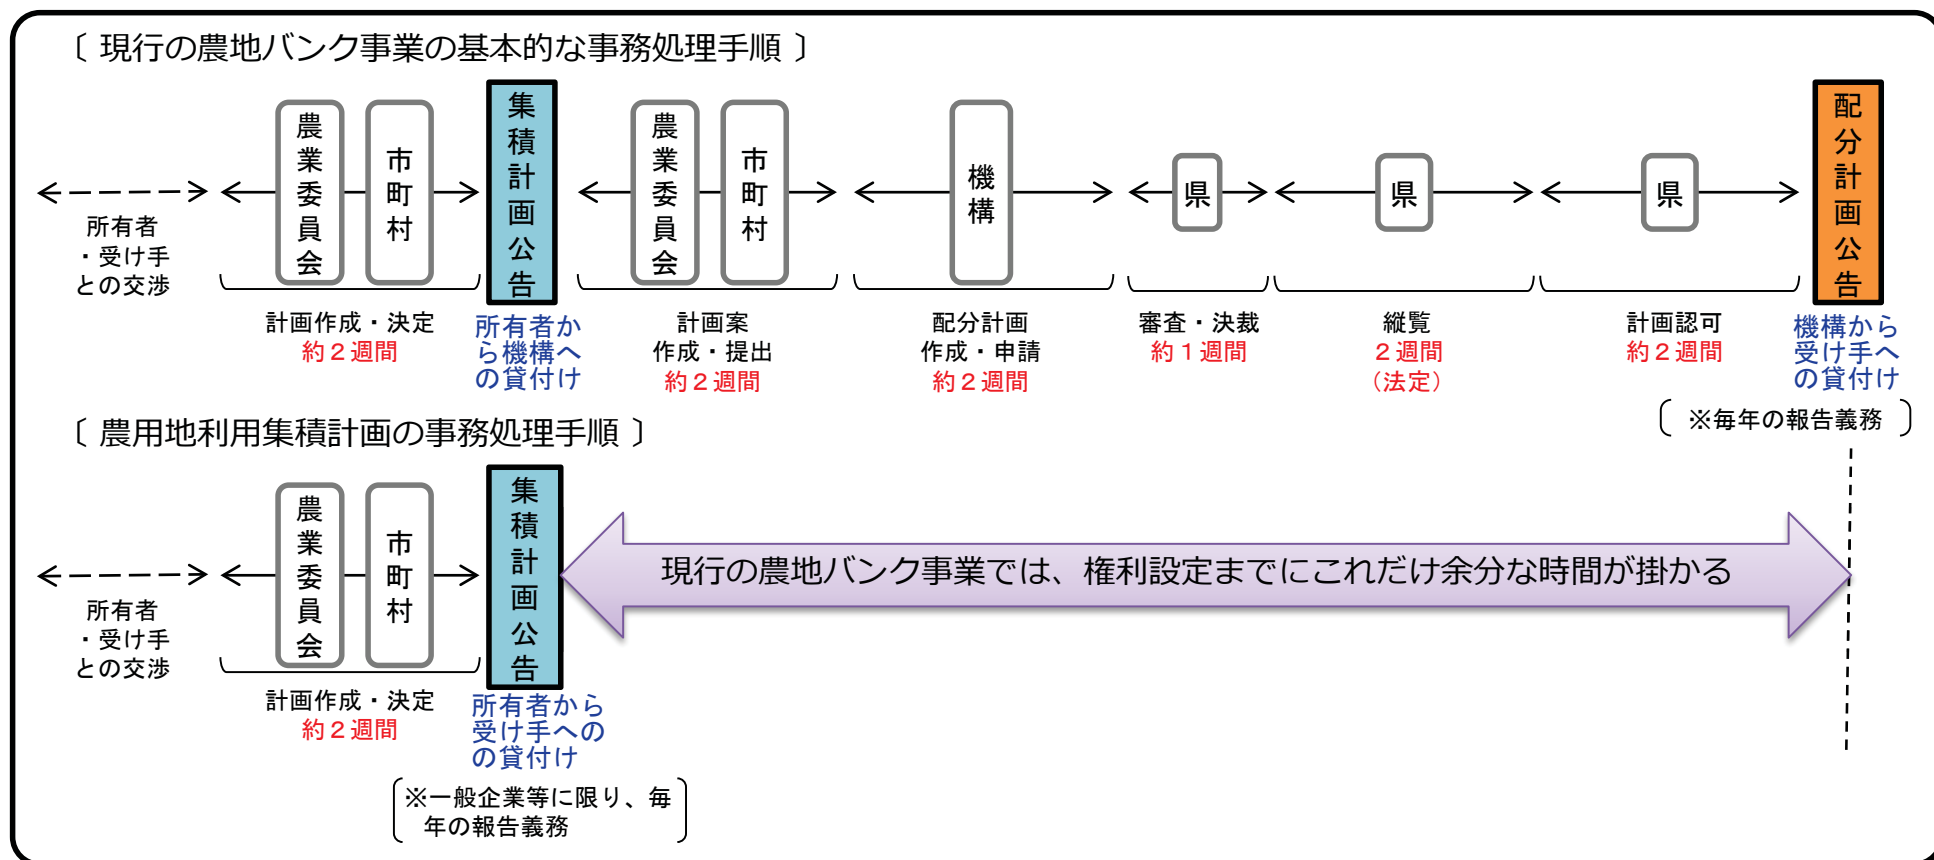 〔 現行の農地バンク事業の基本的な事務処理手順 〕
所有者
・受け手
との交渉
農業委員会
市町村
計画作成・決定
約２週間
集積計画公告
所有者か
ら機構へ
の貸付け
農業委員会
市町村
計画案
作成・提出
約２週間
機構
配分計画
作成・申請
約２週間
県
審査・決裁
約１週間
県
縦覧
２週間
（法定）
県
計画認可
約２週間
配分計画公告
機構から
受け手へ
の貸付け
※毎年の報告義務
〔 農用地利用集積計画の事務処理手順 〕
所有者
・受け手
との交渉
農業委員会
市町村
計画作成・決定
約２週間
集積計画公告
所有者から
受け手への
の貸付け
※一般企業等に限り、毎
年の報告義務
現行の農地バンク事業では、権利設定までにこれだけ余分な時間が掛かる